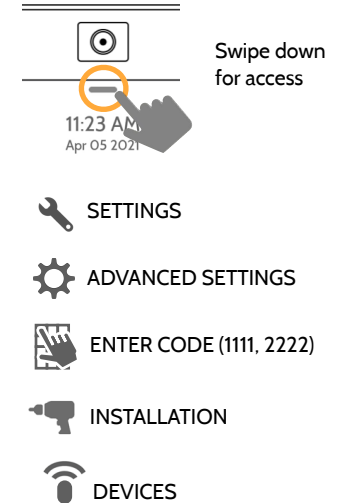 Swipe down
for access
11:23 AM
Apr 05 2021
SETTINGS
ADVANCED SETTINGS
ENTER CODE (1111, 2222)
INSTALLATION
DEVICES